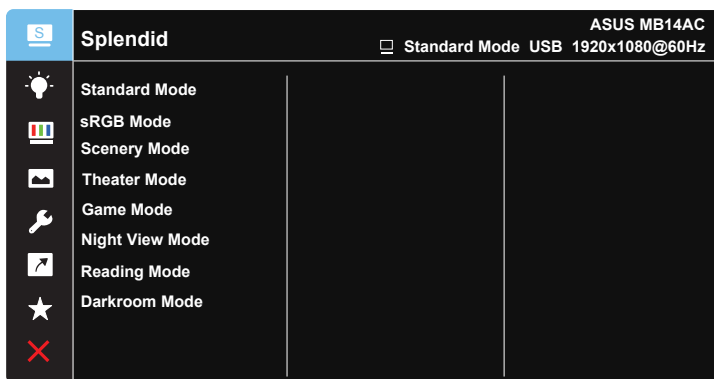 S
Splendid
ASUS MB14AC
Standard Mode USB 1920x1080@60Hz
Standard Mode
sRGB Mode
Scenery Mode
Theater Mode
Game Mode
Night View Mode
Reading Mode
Darkroom Mode